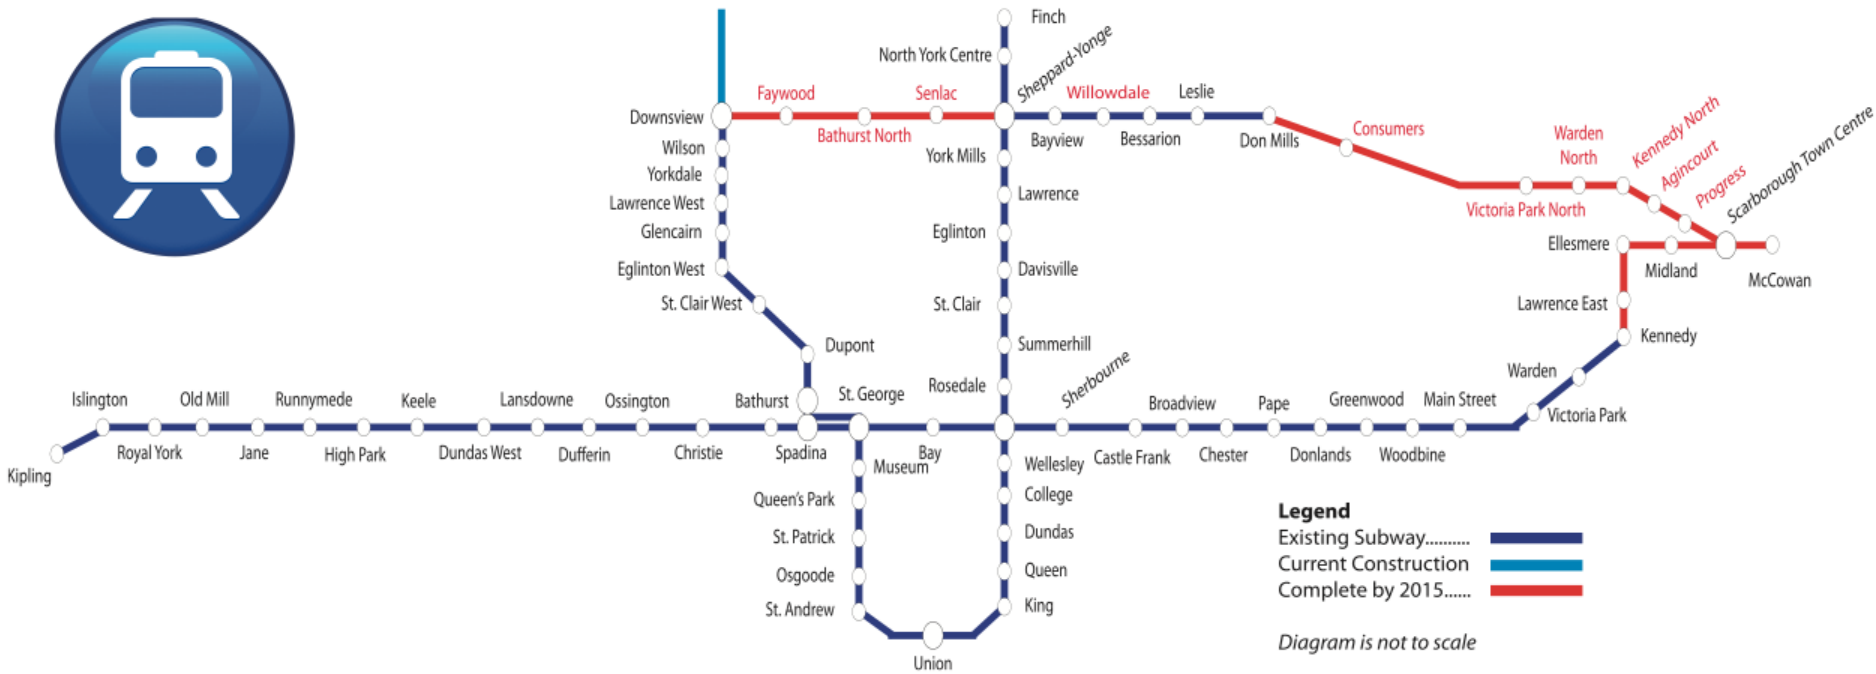 Finch
North York Centre
Sheppard-Yonge
Downsview
Faywood
Bathurst North
Senlac
Bayview
Willowdale
Bessarion
Leslie
Don Mills
Consumers
Victoria Park North
Warden
North
Kennedy North
Agincourt
Progress
Scarborough Town Centre
McCowan
Midland
Ellesmere
Lawrence East
Kennedy
Warden
Victoria Park
Wilson
Yorkdale
Lawrence West
Glencairn
Eglinton West
St. Clair West
Dupont
York Mills
Lawrence
Eglinton
Davisville
St. Clair
Summerhill
Rosedale
Kipling
Islington
Royal York
Old Mill
Jane
Runnymede
High Park
Keele
Dundas West
Lansdowne
Dufferin
Ossington
Christie
Bathurst
Spadina
St. George
Bay
Sherbourne
Castle Frank
Broadview
Chester
Pape
Donlands
Greenwood
Woodbine
Main Street
Museum
Queen's Park
St. Patrick
Osgoode
St. Andrew
Union
Wellesley
College
Dundas
Queen
King
Legend
Existing Subway..........
Current Construction
Complete by 2015......
Diagram is not to scale